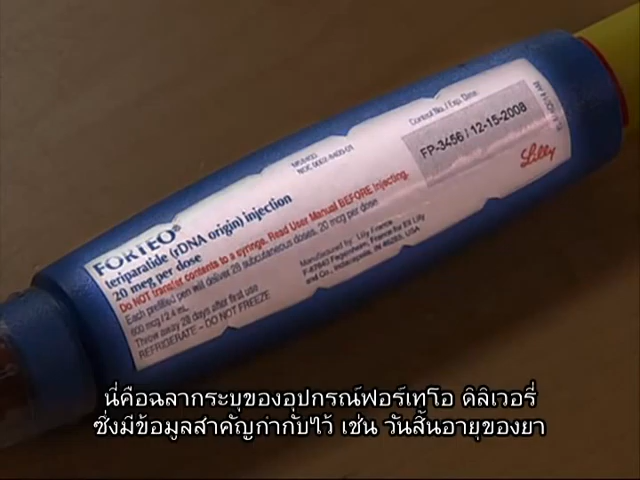 FORTEO®
teriparatide (rDNA origin) injection
20 mcg per dose
Do NOT transfer contents to a syringe. Read User Manual BEFORE Injecting.
Each prefilled pen will deliver 28 subcutaneous doses, 20 mcg per dose
600 mcg / 2.4 mL
Throw away 28 days after first use
REFRIGERATE – DO NOT FREEZE
Manufactured by Lilly France
F-67640 Fegersheim, France for Eli Lilly
and Co., Indianapolis, IN 46285, USA
Control No. / Exp. Date
FP-3456 / 12-15-2008
Lilly
นี่คือฉลากระบุของอุปกรณ์ฟอร์เทโอ ดิลิเวอรี่
ซึ่งมีข้อมูลสำคัญกำกับไว้ เช่น วันสิ้นอายุของยา